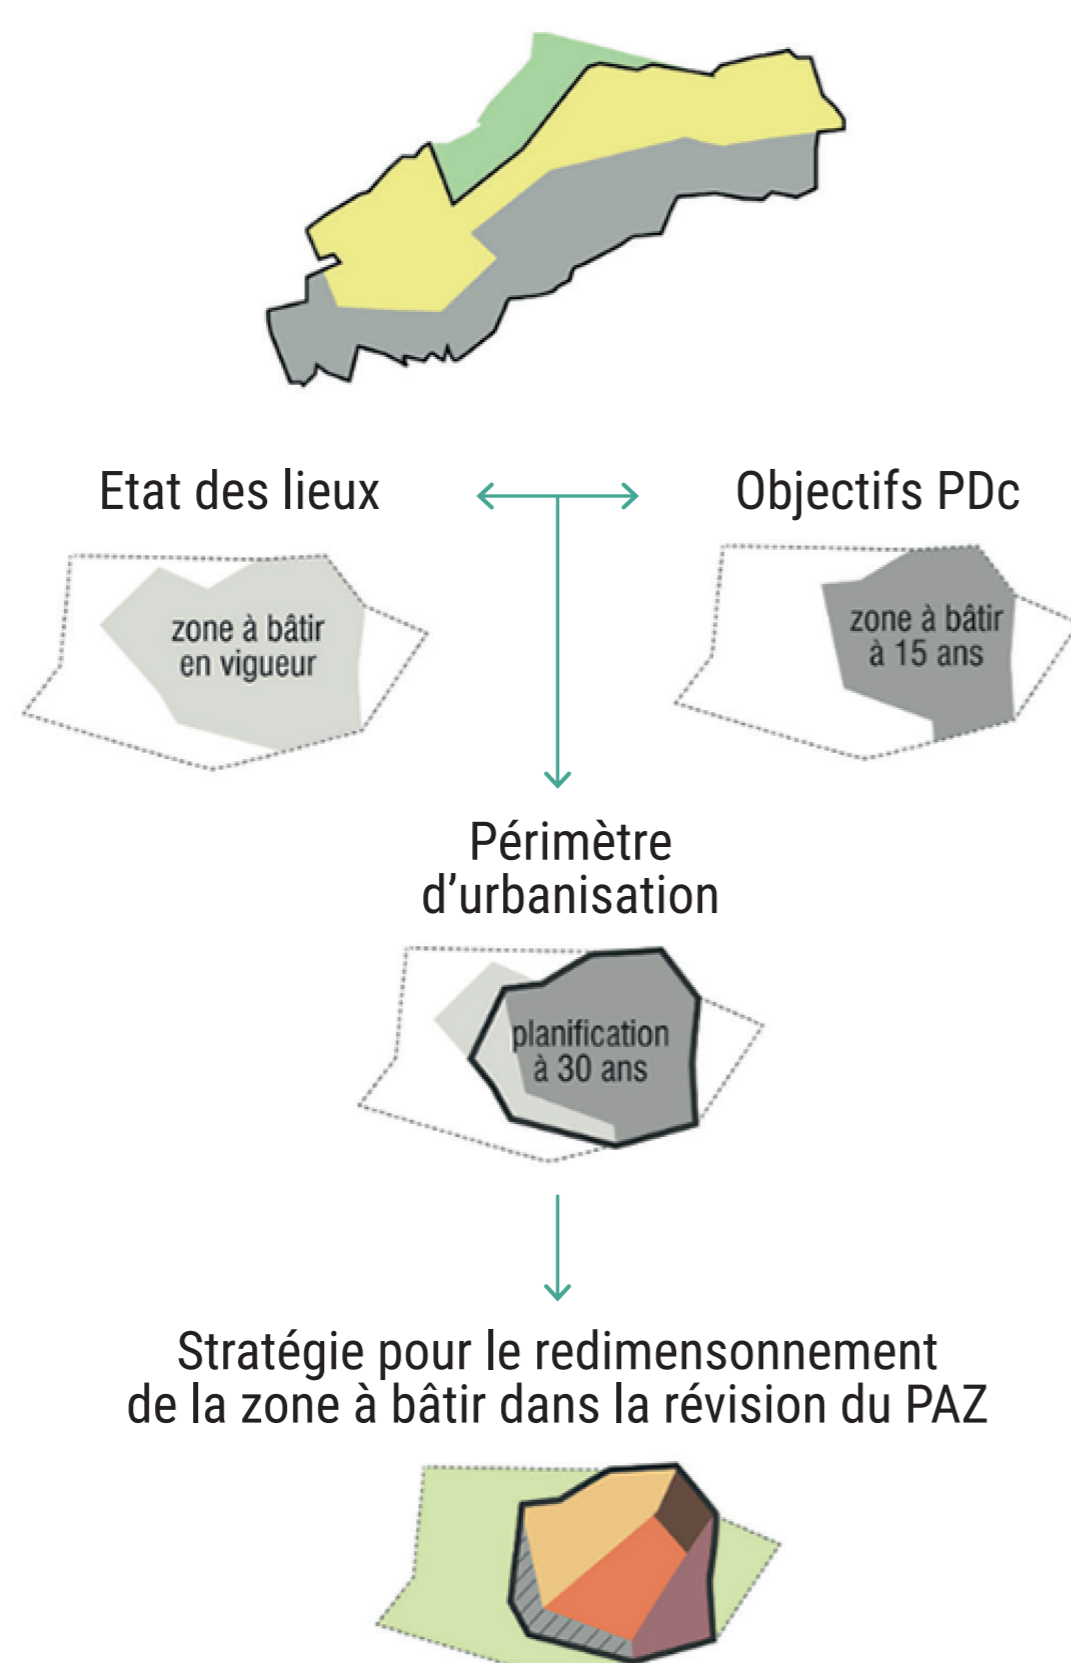 Etat des lieux
Objectifs PDc
zone à bâtir
en vigueur
zone à bâtir
à 15 ans
Périmètre
d’urbanisation
planification
à 30 ans
Stratégie pour le redimensonnement
de la zone à bâtir dans la révision du PAZ